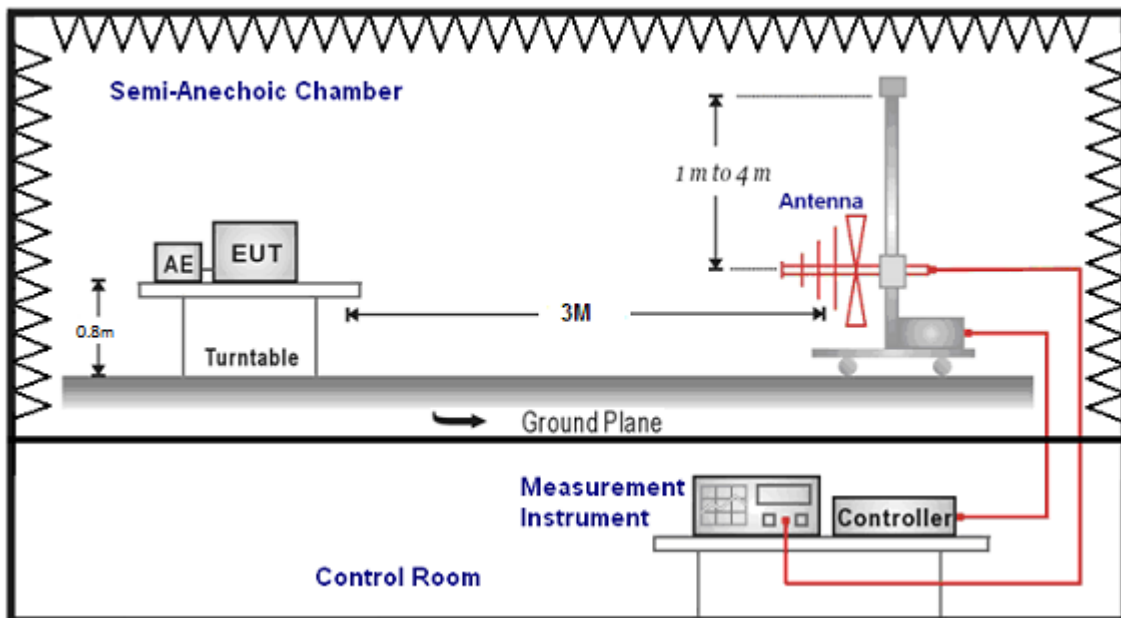 Semi-Anechoic Chamber
1 m to 4 m
Antenna
AE
EUT
0.8m
3M
Turntable
Ground Plane
Measurement
Instrument
Controller
Control Room